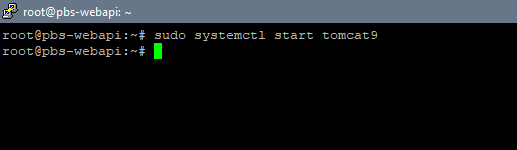 root@pbs-webapi: ~
root@pbs-webapi:~# sudo systemctl start tomcat9
root@pbs-webapi:~#